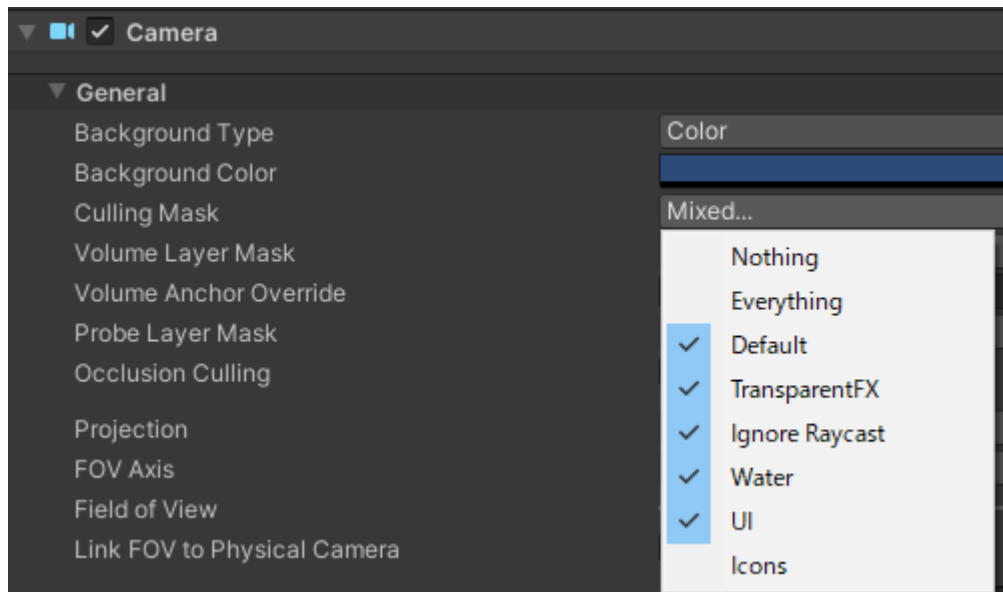 Camera
General
Background Type
Color
Background Color
Culling Mask
Mixed...
Volume Layer Mask
Nothing
Volume Anchor Override
Everything
Probe Layer Mask
Default
Occlusion Culling
TransparentFX
Projection
Ignore Raycast
FOV Axis
Water
Field of View
UI
Link FOV to Physical Camera
Icons